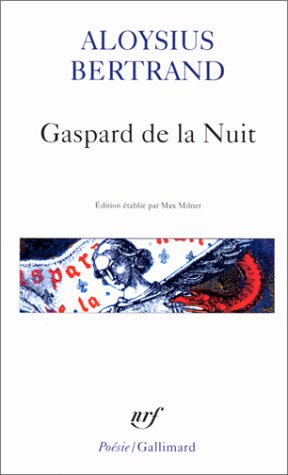 ALOYSIUS
BERTRAND
Gaspard de la Nuit
Édition établie par Max Milner
nrf
Poésie/Gallimard